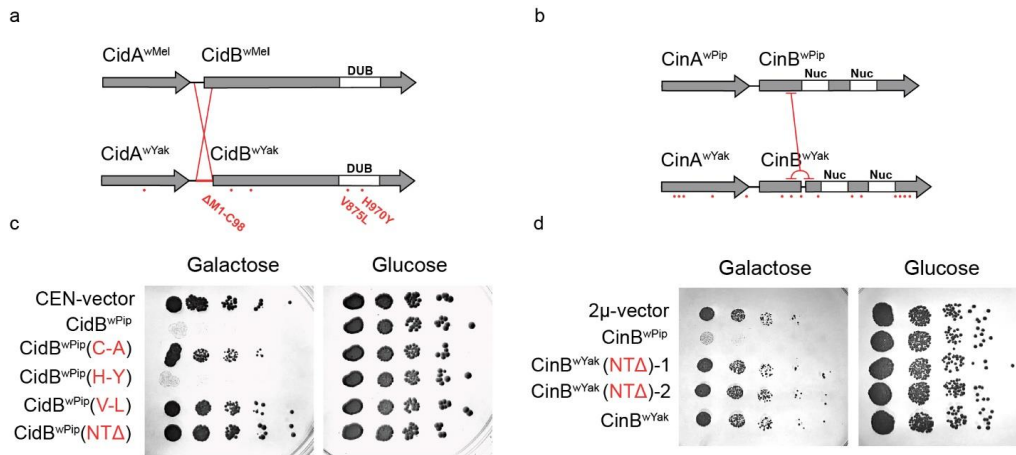 a
CidA^wMel CidB^wMel
DUB
CidA^wYak CidB^wYak
DUB
ΔM1-C98
V875L
H970Y
b
CinA^wPip CinB^wPip
Nuc Nuc
CinA^wYak CinB^wYak
Nuc Nuc
c
Galactose Glucose
CEN-vector
CidB^wPip
CidB^wPip(C-A)
CidB^wPip(H-Y)
CidB^wPip(V-L)
CidB^wPip(NTΔ)
d
Galactose Glucose
2µ-vector
CinB^wPip
CinB^wYak(NTΔ)-1
CinB^wYak(NTΔ)-2
CinB^wYak